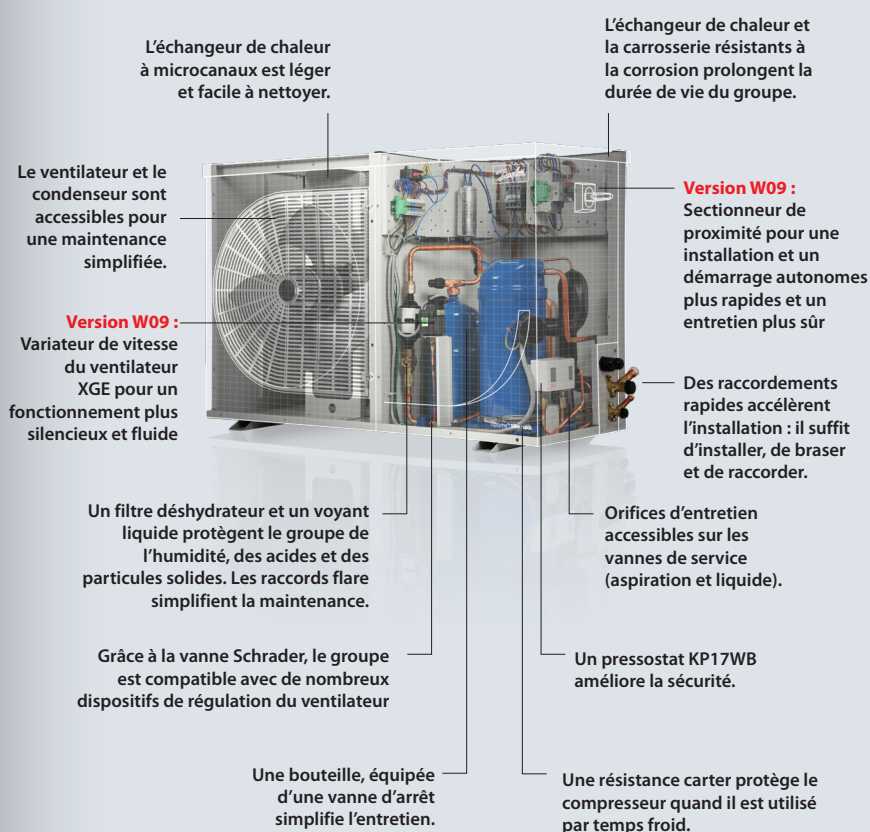 L'échangeur de chaleur
à microcanaux est léger
et facile à nettoyer.
L'échangeur de chaleur et
la carrosserie résistants à
la corrosion prolongent la
durée de vie du groupe.
Le ventilateur et le
condenseur sont
accessibles pour
une maintenance
simplifiée.
Version W09 :
Sectionneur de
proximité pour une
installation et un
démarrage autonomes
plus rapides et un
entretien plus sûr
Version W09 :
Variateur de vitesse
du ventilateur
XGE pour un
fonctionnement plus
silencieux et fluide
Des raccordements
rapides accélèrent
l'installation : il suffit
d'installer, de braser
et de raccorder.
Un filtre déshydrateur et un voyant
liquide protègent le groupe de
l'humidité, des acides et des
particules solides. Les raccords flare
simplifient la maintenance.
Orifices d'entretien
accessibles sur les
vannes de service
(aspiration et liquide).
Grâce à la vanne Schrader, le groupe
est compatible avec de nombreux
dispositifs de régulation du ventilateur
Un pressostat KP17WB
améliore la sécurité.
Une bouteille, équipée
d'une vanne d'arrêt
simplifie l'entretien.
Une résistance carter protège le
compresseur quand il est utilisé
par temps froid.